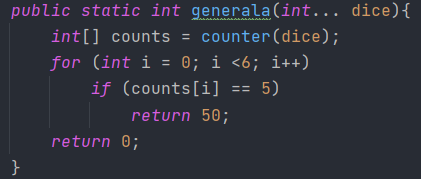 public static int generala(int... dice){
    int[] counts = counter(dice);
    for (int i = 0; i <6; i++)
        if (counts[i] == 5)
            return 50;
    return 0;
}